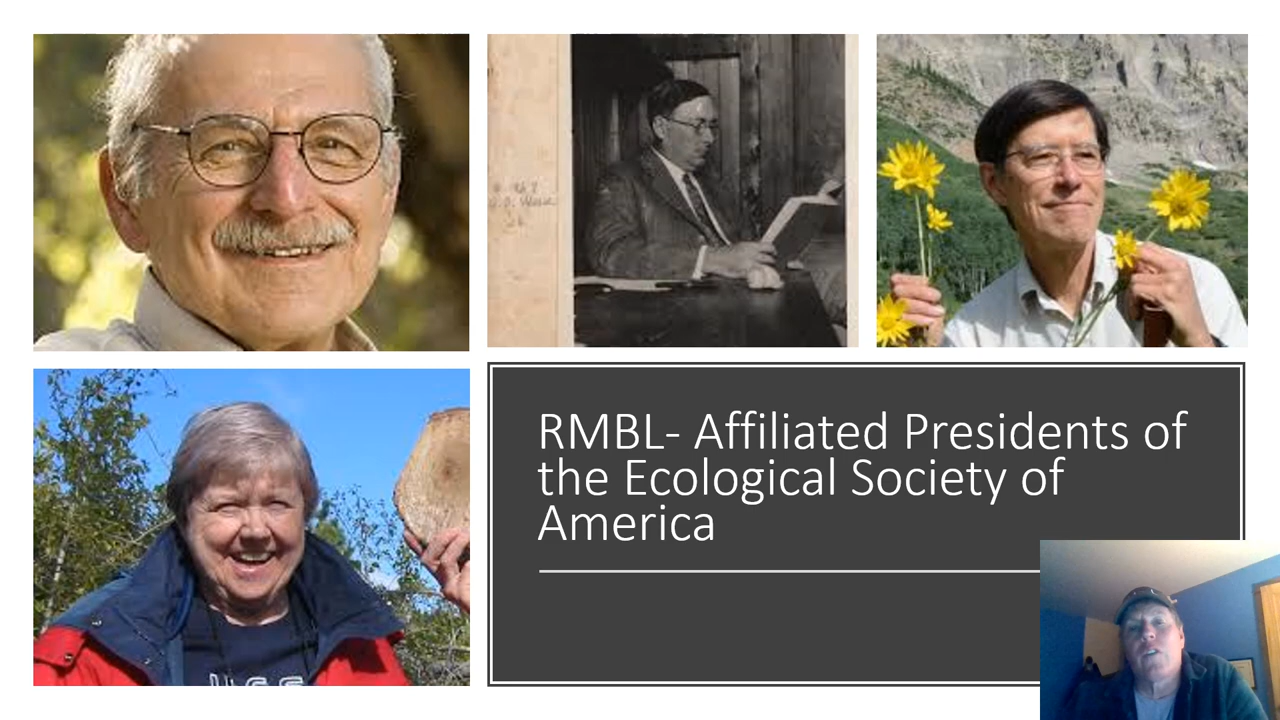 RMBL- Affiliated Presidents of
the Ecological Society of
America